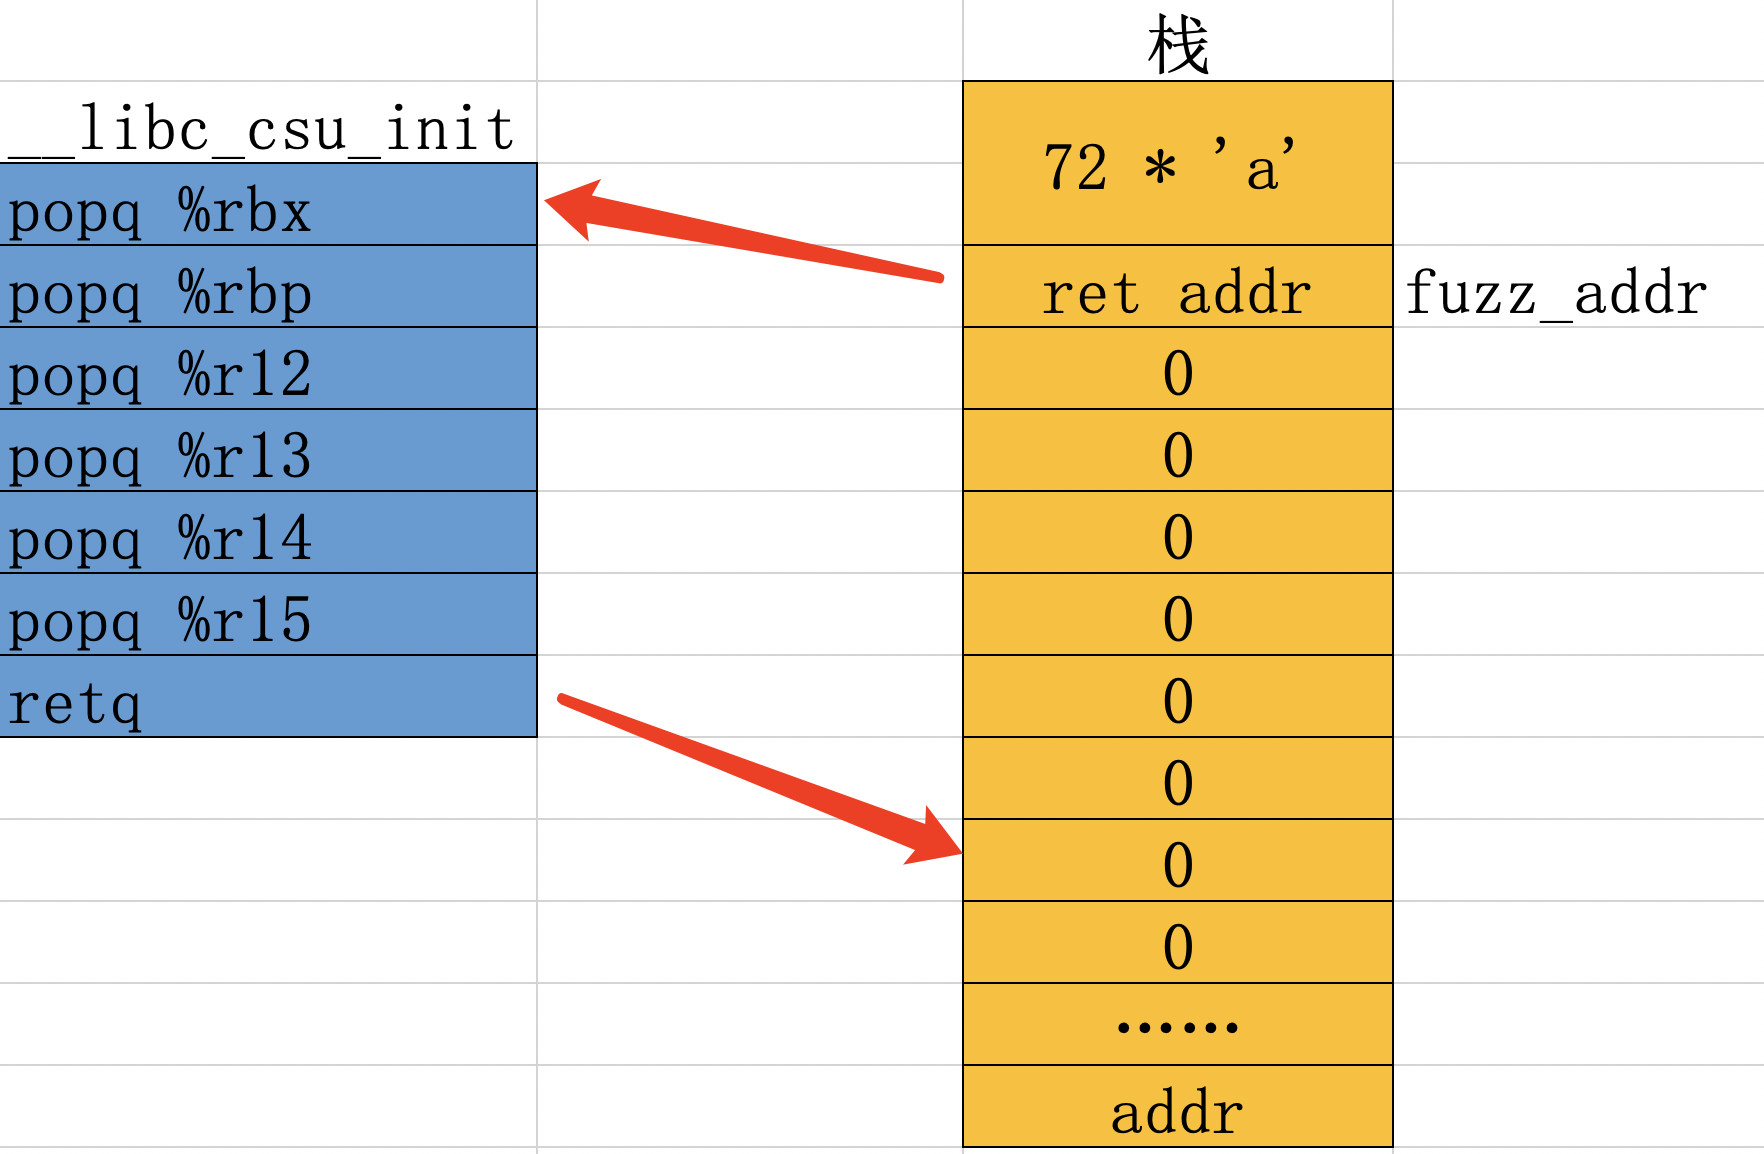 栈
__libc_csu_init
72 * 'a'
popq %rbx
popq %rbp
ret addr
fuzz_addr
popq %r12
0
popq %r13
0
popq %r14
0
popq %r15
0
retq
0
0
0
0
……
addr